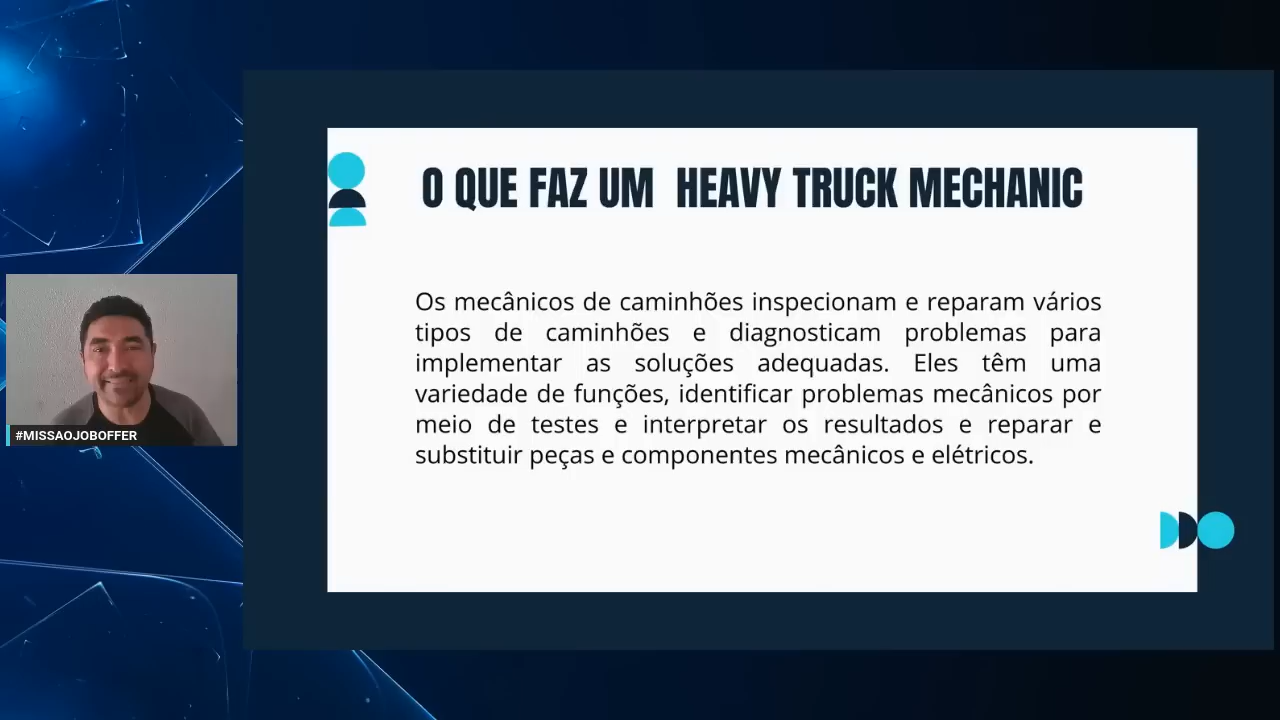 O QUE FAZ UM HEAVY TRUCK MECHANIC
Os mecânicos de caminhões inspecionam e reparam vários
tipos de caminhões e diagnosticam problemas para
implementar as soluções adequadas. Eles têm uma
variedade de funções, identificar problemas mecânicos por
meio de testes e interpretar os resultados e reparar e
substituir peças e componentes mecânicos e elétricos.
#MISSAOJOBOFFER